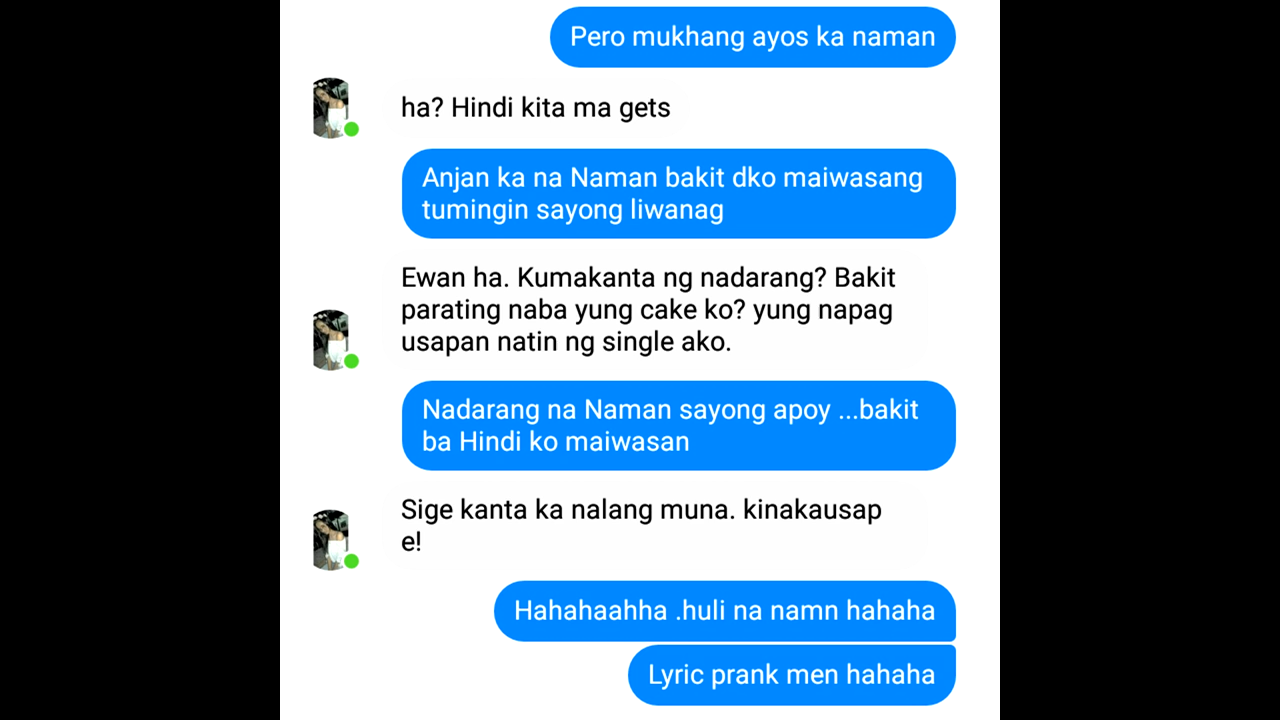 Pero mukhang ayos ka naman
ha? Hindi kita ma gets
Anjan ka na Naman bakit dko maiwasang
tumingin sayong liwanag
Ewan ha. Kumakanta ng nadarang? Bakit
parating naba yung cake ko? yung napag
usapan natin ng single ako.
Nadarang na Naman sayong apoy ...bakit
ba Hindi ko maiwasan
Sige kanta ka nalang muna. kinakausap
e!
Hahahaahha .huli na namn hahaha
Lyric prank men hahaha